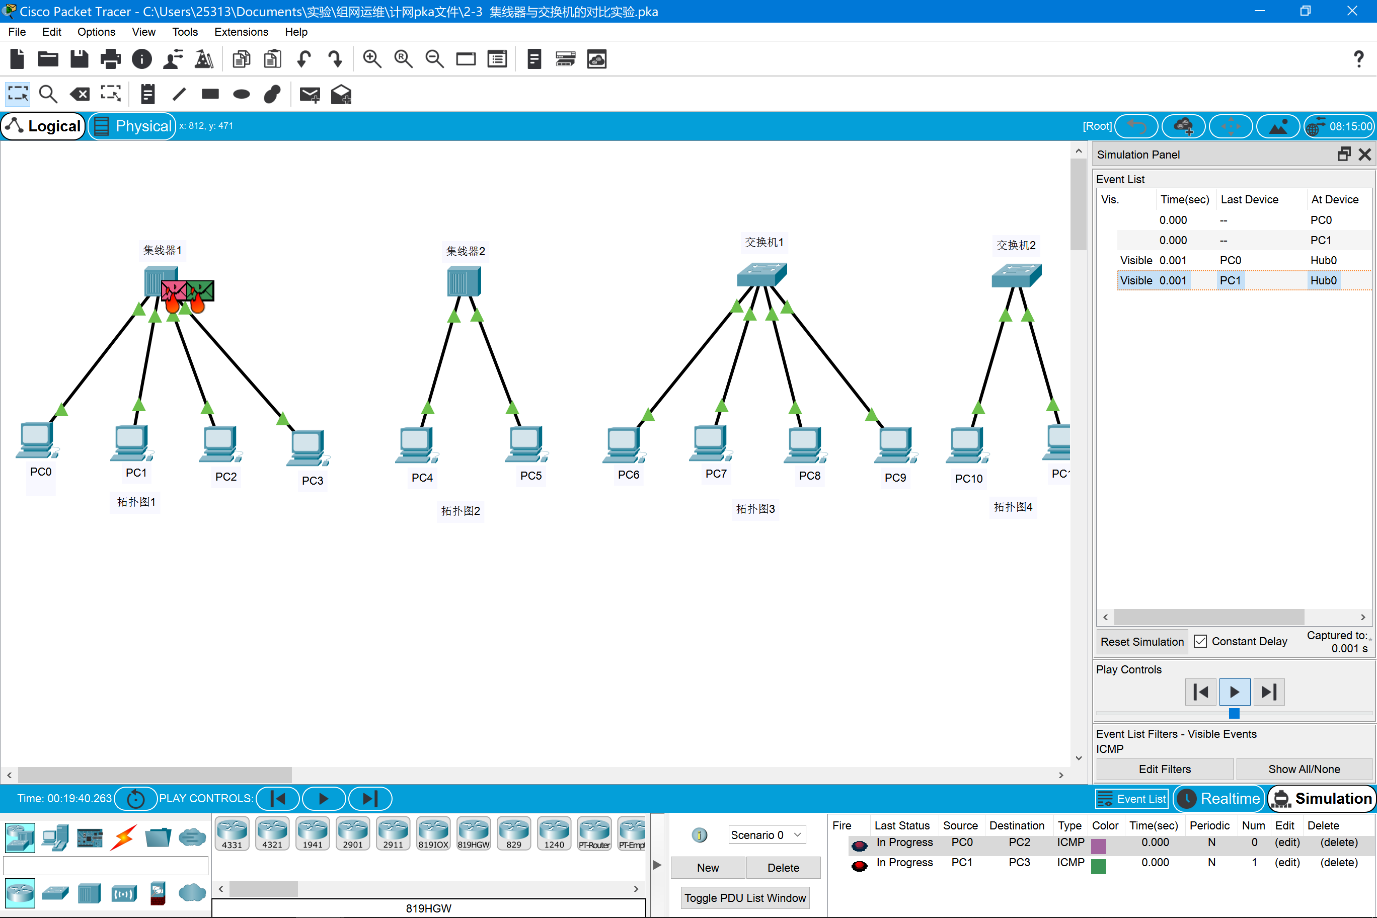 Cisco Packet Tracer - C:\Users\25313\Documents\实验\组网运维\计网pka文件\2-3 集线器与交换机的对比实验.pka
File Edit Options View Tools Extensions Help
Logical Physical x: 812, y: 471 [Root] 08:15:00
Simulation Panel
Event List
Vis. Time(sec) Last Device At Device
0.000 -- PC0
0.000 -- PC1
Visible 0.001 PC0 Hub0
Visible 0.001 PC1 Hub0
集线器1
集线器2
交换机1
交换机2
PC0
PC1
PC2
PC3
PC4
PC5
PC6
PC7
PC8
PC9
PC10
PC1
拓扑图1
拓扑图2
拓扑图3
拓扑图4
Reset Simulation Constant Delay Captured to:
0.001 s
Play Controls
Event List Filters - Visible Events
ICMP
Edit Filters Show All/None
Time: 00:19:40.263 PLAY CONTROLS:
Event List Realtime Simulation
4331 4321 1941 2901 2911 819IOX 819HGW 829 1240 PT-Router PT-Empt
819HGW
Scenario 0
New Delete
Toggle PDU List Window
Fire Last Status Source Destination Type Color Time(sec) Periodic Num Edit Delete
In Progress PC0 PC2 ICMP 0.000 N 0 (edit) (delete)
In Progress PC1 PC3 ICMP 0.000 N 1 (edit) (delete)